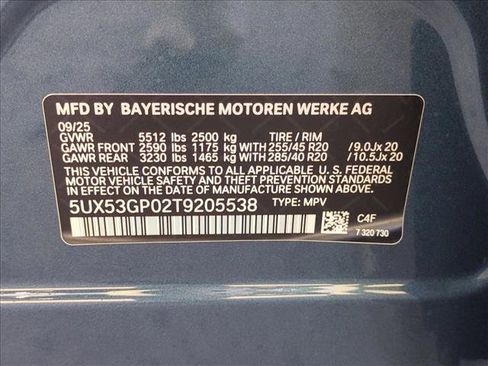 MFD BY BAYERISCHE MOTOREN WERKE AG
09/25
GVWR 5512 lbs 2500 kg TIRE / RIM
GAWR FRONT 2590 lbs 1175 kg WITH 255/45 R20 / 9.0Jx 20
GAWR REAR 3230 lbs 1465 kg WITH 285/40 R20 / 10.5Jx 20
THIS VEHICLE CONFORMS TO ALL APPLICABLE U.S. FEDERAL
MOTOR VEHICLE SAFETY AND THEFT PREVENTION STANDARDS
IN EFFECT ON THE DATE OF MANUFACTURE SHOWN ABOVE.
5UX53GP02T9205538 TYPE: MPV
C4F
7 320 730